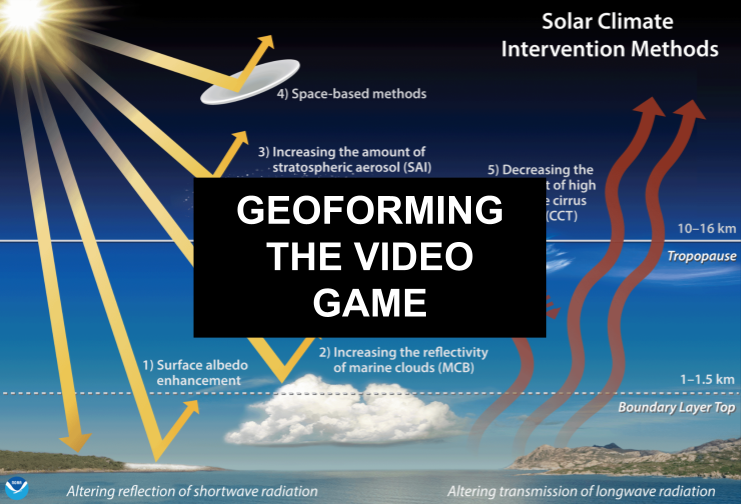 Solar Climate
Intervention Methods
4) Space-based methods
3) Increasing the amount of
stratospheric aerosol (SAI)
5) Decreasing the
of high
cirrus
(CCT)
GEOFORMING
THE VIDEO
GAME
10–16 km
Tropopause
2) Increasing the reflectivity
of marine clouds (MCB)
1) Surface albedo
enhancement
1–1.5 km
Boundary Layer Top
Altering reflection of shortwave radiation
Altering transmission of longwave radiation